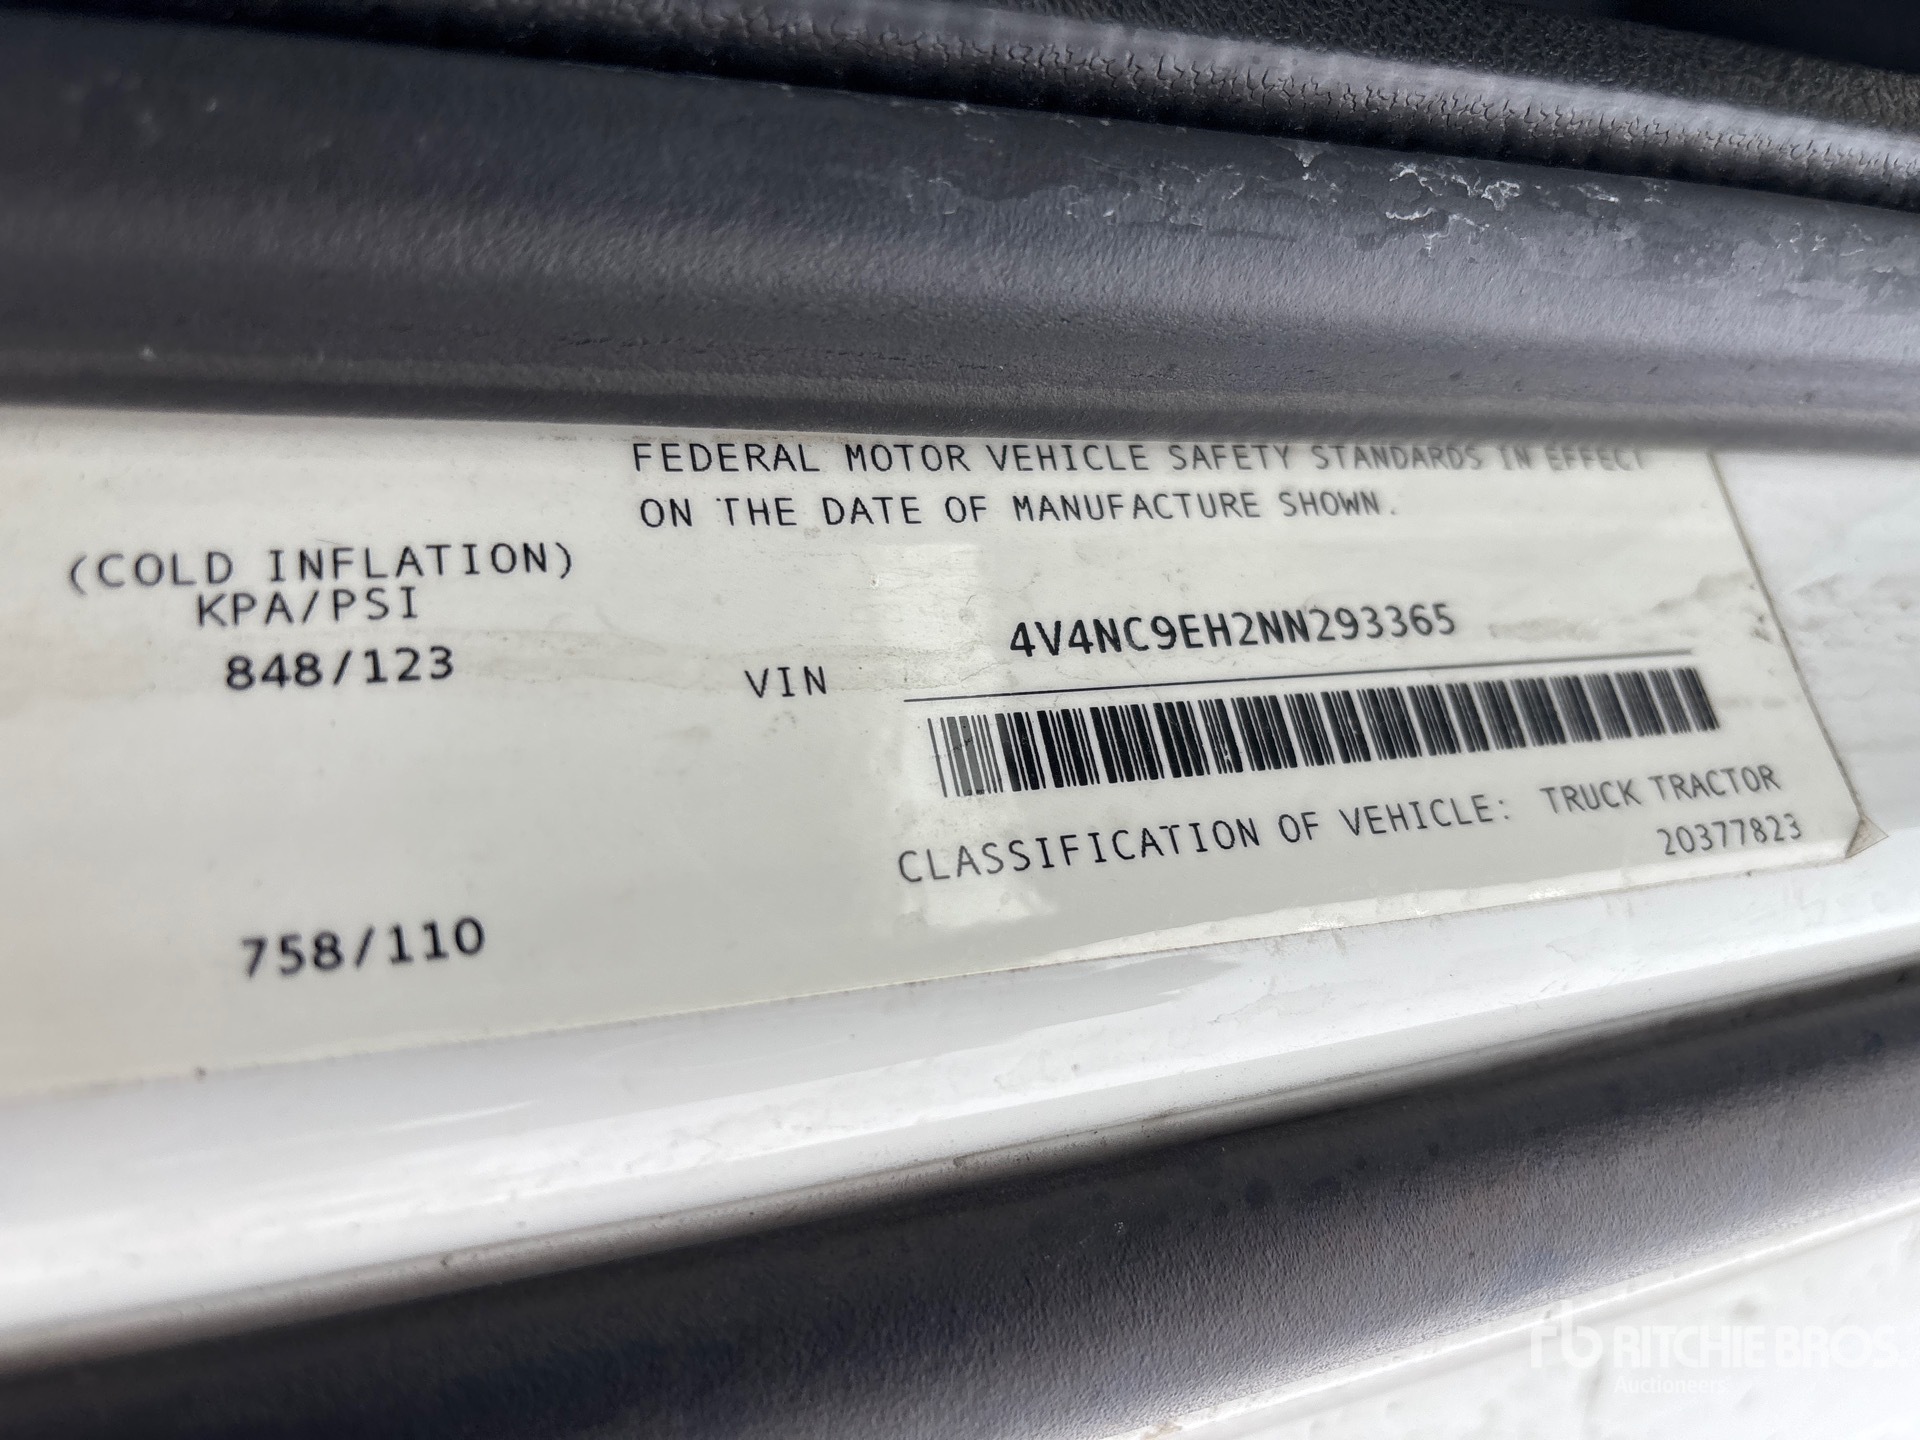 FEDERAL MOTOR VEHICLE SAFETY STANDARDS IN EFFECT
ON THE DATE OF MANUFACTURE SHOWN.
(COLD INFLATION)
KPA/PSI
848/123
758/110
VIN
4V4NC9EH2NN293365
CLASSIFICATION OF VEHICLE: TRUCK TRACTOR
20377823
rb RITCHIE BROS.
Auctioneers